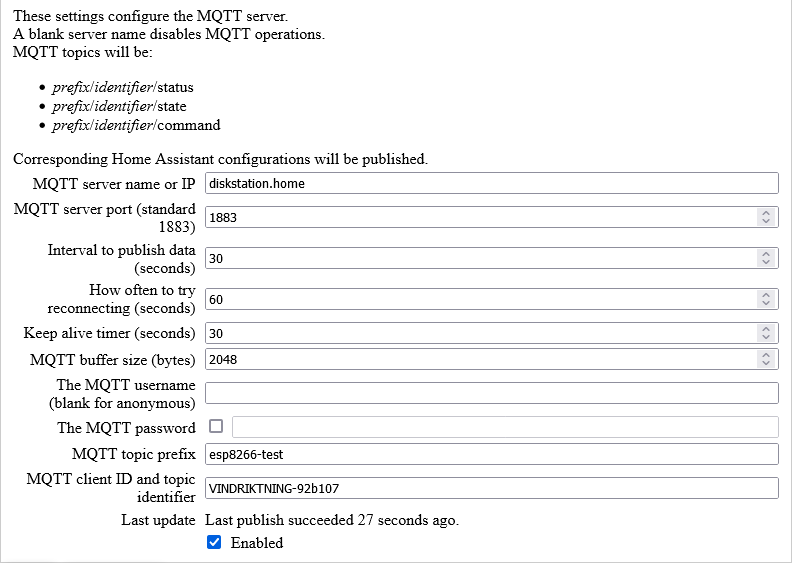 These settings configure the MQTT server.
A blank server name disables MQTT operations.
MQTT topics will be:
• prefix/identifier/status
• prefix/identifier/state
• prefix/identifier/command
Corresponding Home Assistant configurations will be published.
MQTT server name or IP diskstation.home
MQTT server port (standard
1883) 1883
Interval to publish data
(seconds) 30
How often to try
reconnecting (seconds) 60
Keep alive timer (seconds) 30
MQTT buffer size (bytes) 2048
The MQTT username
(blank for anonymous)
The MQTT password
MQTT topic prefix esp8266-test
MQTT client ID and topic
identifier VINDRIKTNING-92b107
Last update Last publish succeeded 27 seconds ago.
Enabled